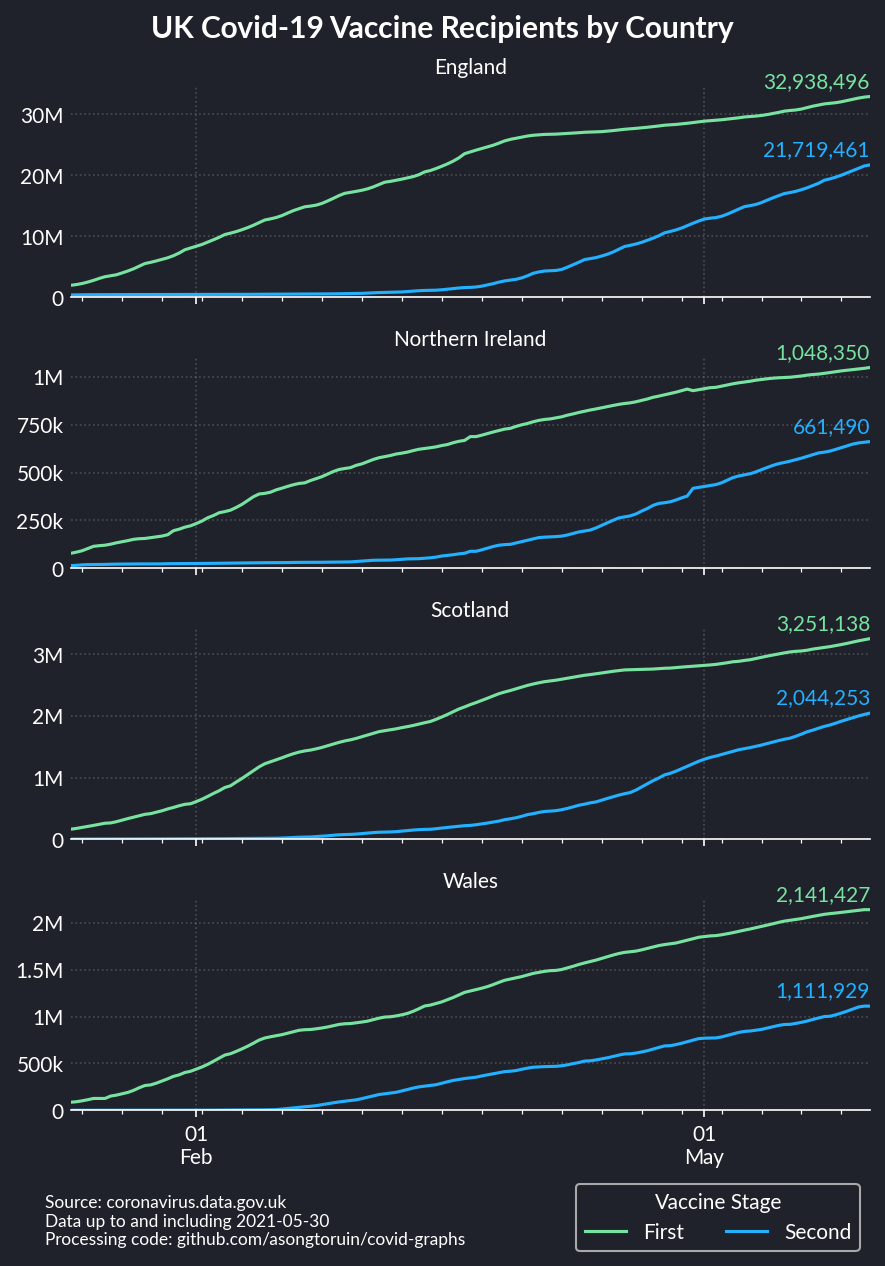 UK Covid-19 Vaccine Recipients by Country
England
32,938,496
30M
21,719,461
20M
10M
0
Northern Ireland
1,048,350
1M
750k
661,490
500k
250k
0
Scotland
3,251,138
3M
2,044,253
2M
1M
0
Wales
2,141,427
2M
1.5M
1,111,929
1M
500k
0
01
Feb
01
May
Source: coronavirus.data.gov.uk
Data up to and including 2021-05-30
Processing code: github.com/asongtoruin/covid-graphs
Vaccine Stage
First Second